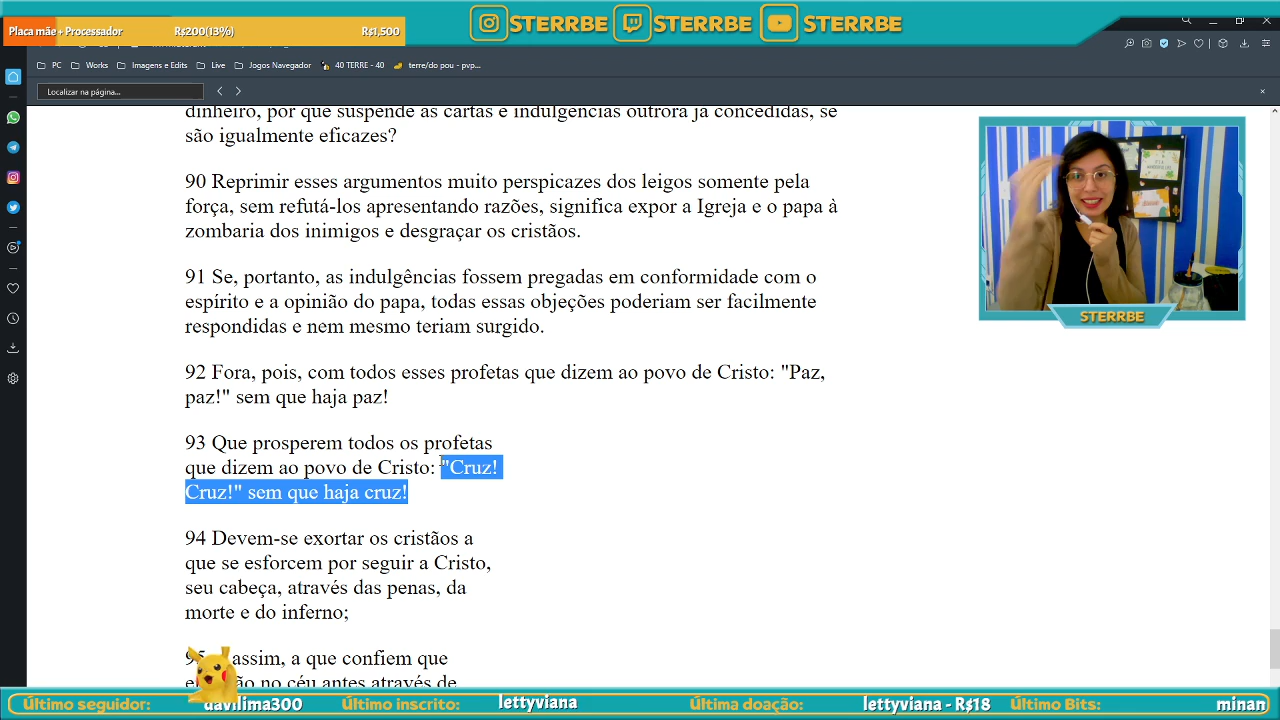 Placa mãe + Processador R$200(13%) R$1,500
STERRBE STERRBE STERRBE
PC Works Imagens e Edits Live Jogos Navegador 40 TERRE - 40 terre/do pou - pvp...
Localizar na página...
dinheiro, por que suspende as cartas e indulgências outrora já concedidas, se
são igualmente eficazes?
90 Reprimir esses argumentos muito perspicazes dos leigos somente pela
força, sem refutá-los apresentando razões, significa expor a Igreja e o papa à
zombaria dos inimigos e desgraçar os cristãos.
91 Se, portanto, as indulgências fossem pregadas em conformidade com o
espírito e a opinião do papa, todas essas objeções poderiam ser facilmente
respondidas e nem mesmo teriam surgido.
92 Fora, pois, com todos esses profetas que dizem ao povo de Cristo: "Paz,
paz!" sem que haja paz!
93 Que prosperem todos os profetas
que dizem ao povo de Cristo: "Cruz!
Cruz!" sem que haja cruz!
94 Devem-se exortar os cristãos a
que se esforcem por seguir a Cristo,
seu cabeça, através das penas, da
morte e do inferno;
assim, a que confiem que
no céu antes através de
STERRBE
Último seguidor: davilima300 Último inscrito: lettyviana Última doação: lettyviana - R$18 Último Bits: minan